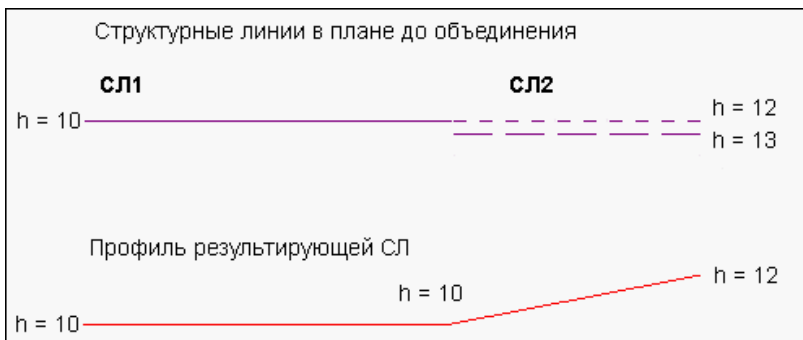 Структурные линии в плане до объединения
СЛ1
СЛ2
h = 10
h = 12
h = 13
Профиль результирующей СЛ
h = 10
h = 12
h = 10